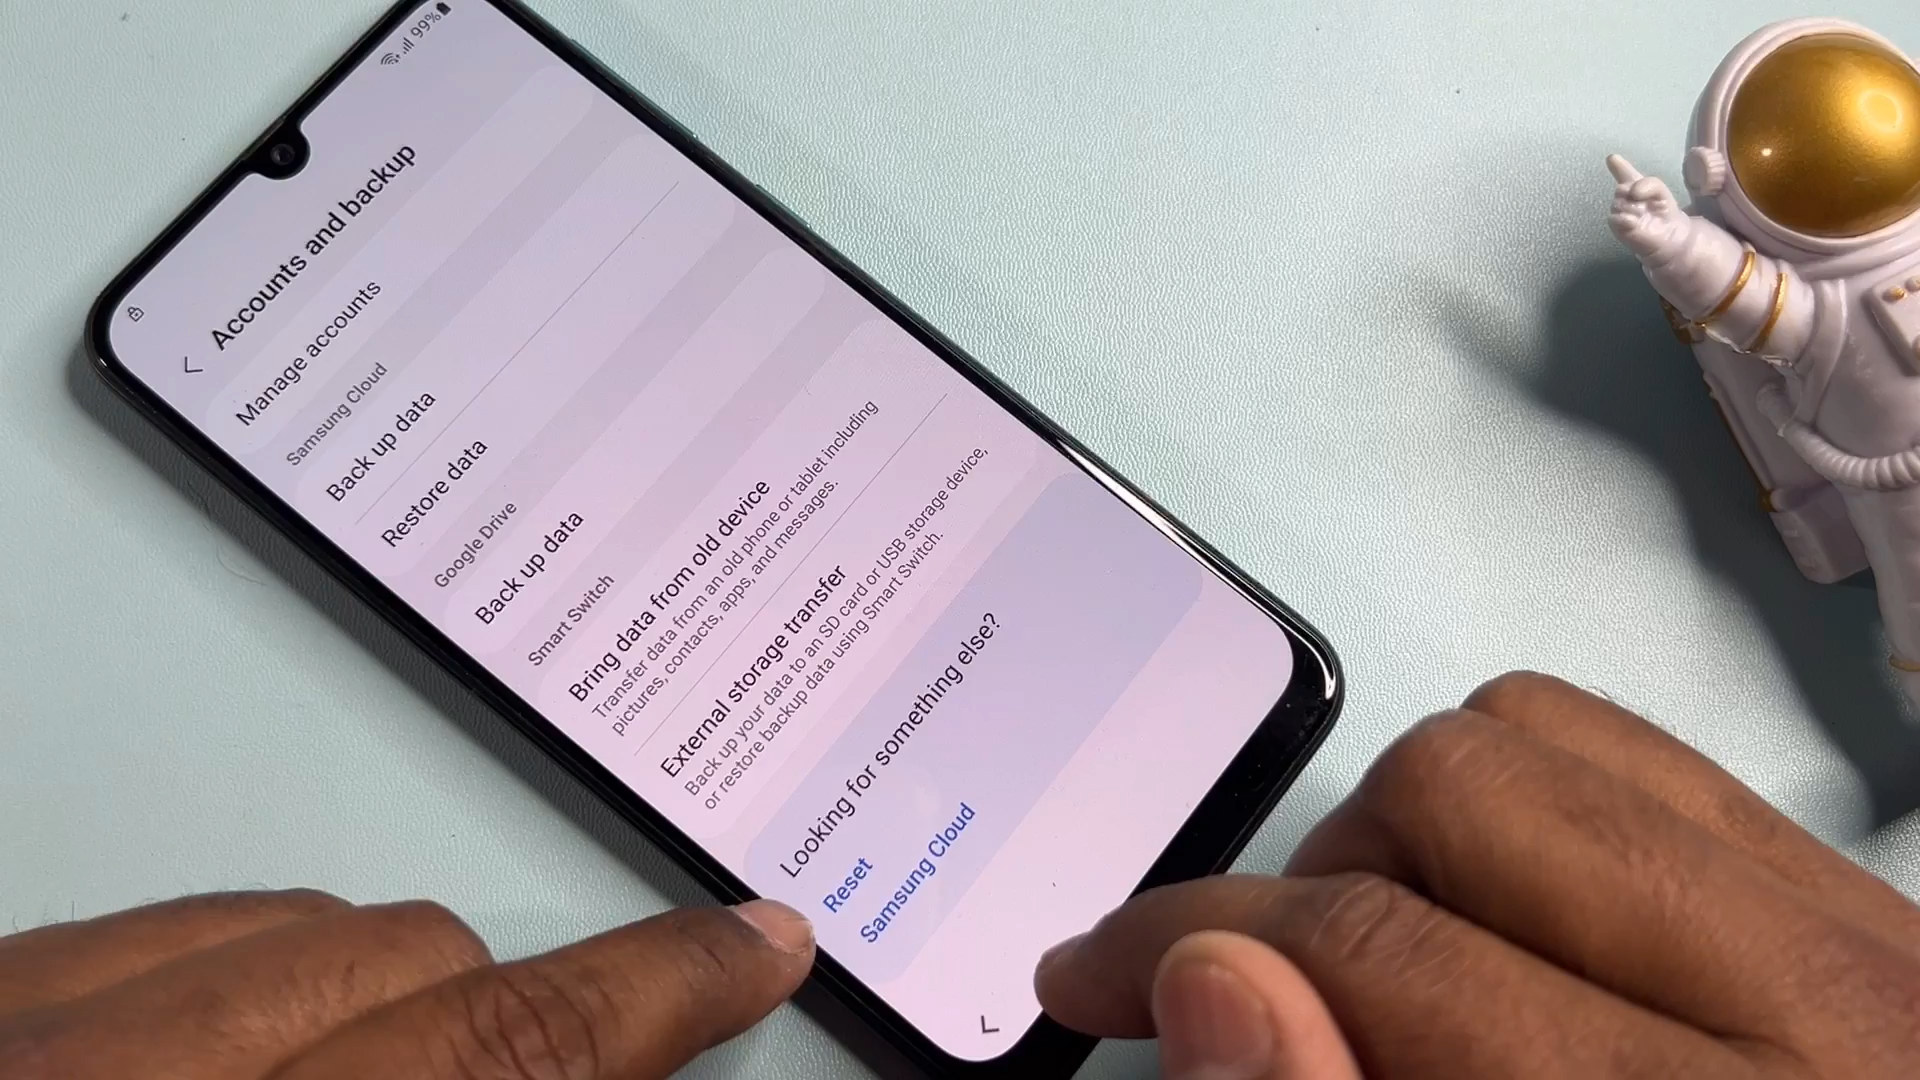 99%
Accounts and backup
Manage accounts
Samsung Cloud
Back up data
Restore data
Google Drive
Back up data
Smart Switch
Bring data from old device
Transfer data from an old phone or tablet including
pictures, contacts, apps, and messages.
External storage transfer
Back up your data to an SD card or USB storage device,
or restore backup data using Smart Switch.
Looking for something else?
Reset
Samsung Cloud